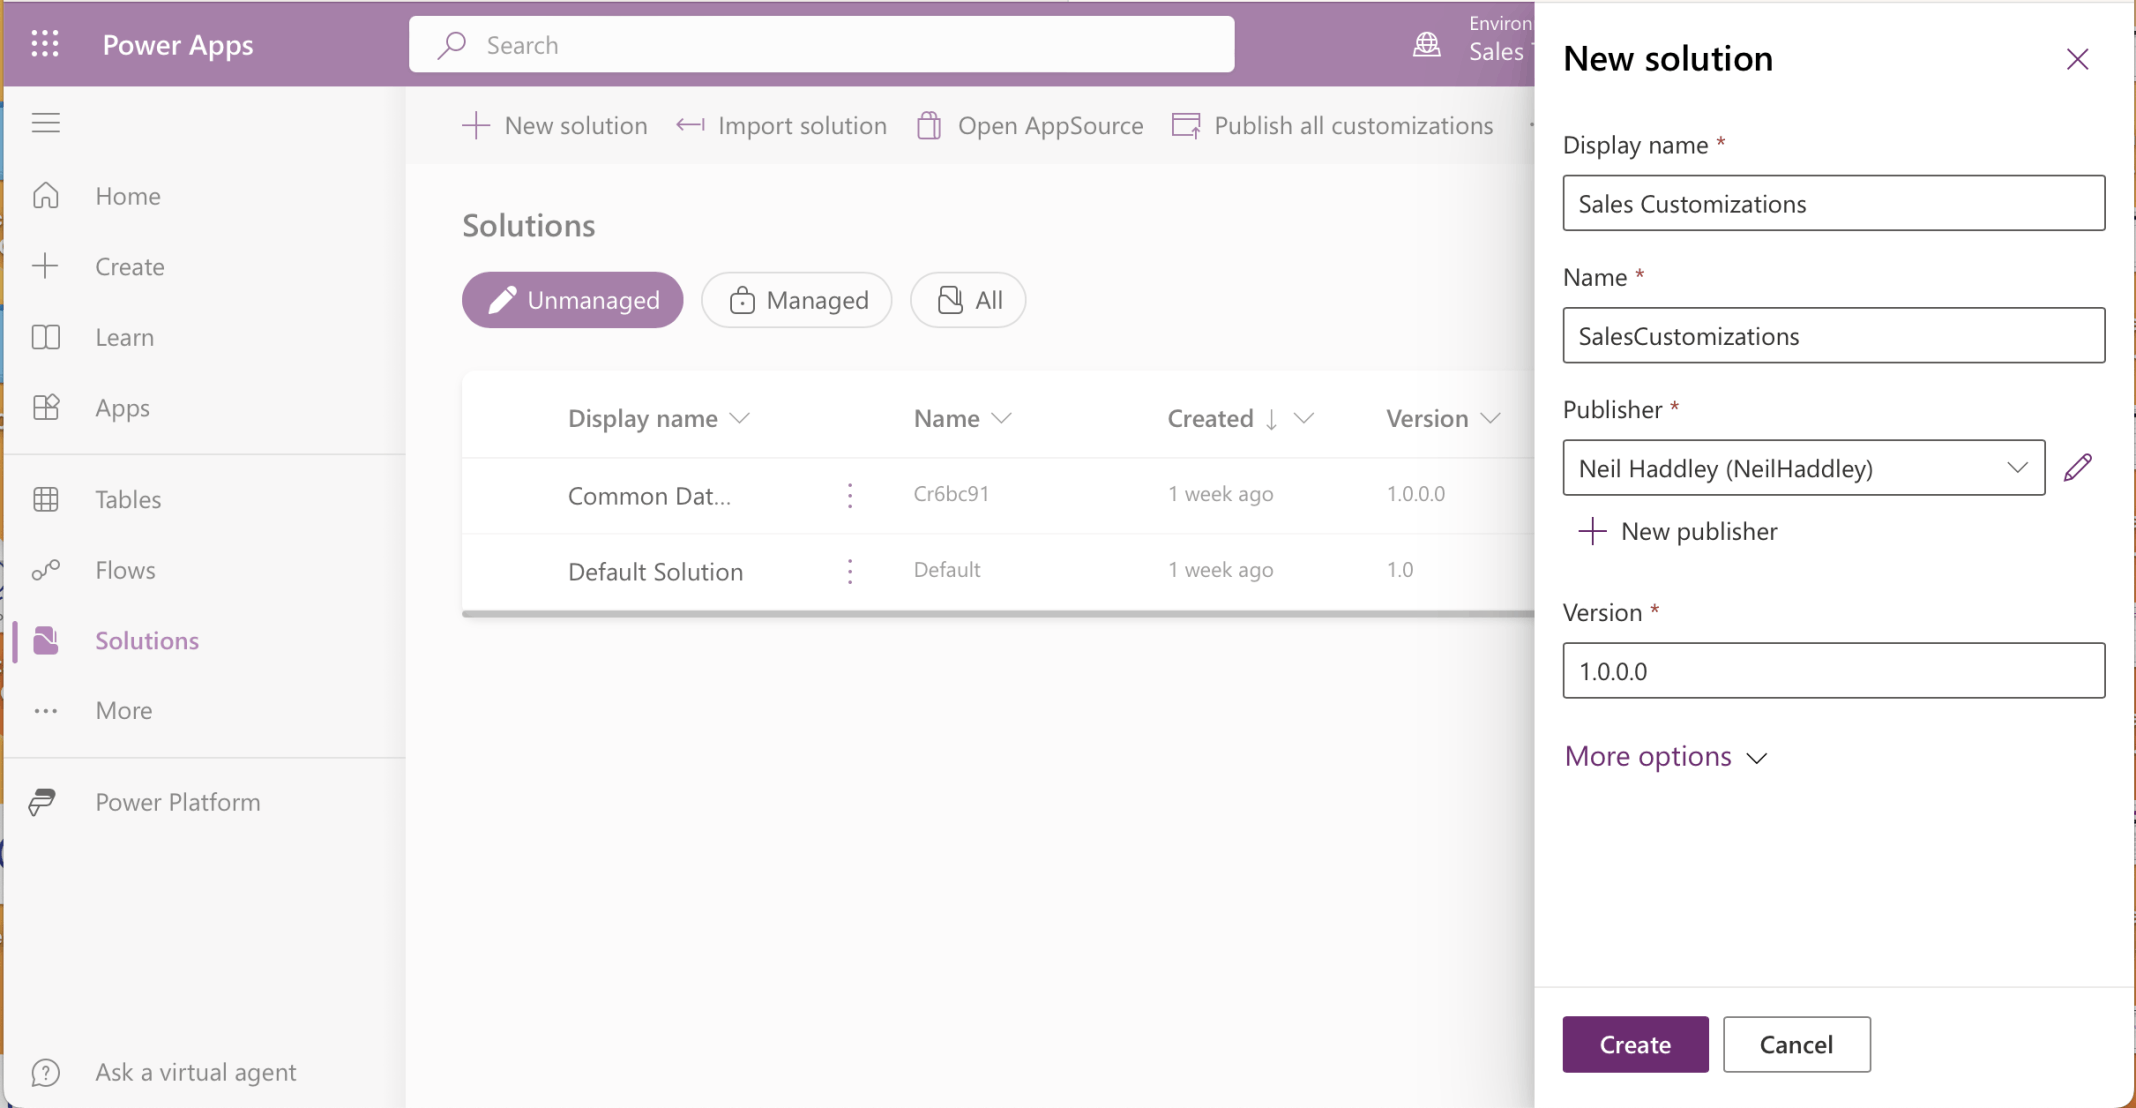 Power Apps
Search
Environ
Sales T
New solution
Import solution
Open AppSource
Publish all customizations
Home
Create
Learn
Apps
Tables
Flows
Solutions
More
Power Platform
Ask a virtual agent
Solutions
Unmanaged
Managed
All
Display name
Name
Created ↓
Version
Common Dat...
Cr6bc91
1 week ago
1.0.0.0
Default Solution
Default
1 week ago
1.0
New solution
Display name *
Sales Customizations
Name *
SalesCustomizations
Publisher *
Neil Haddley (NeilHaddley)
New publisher
Version *
1.0.0.0
More options
Create
Cancel